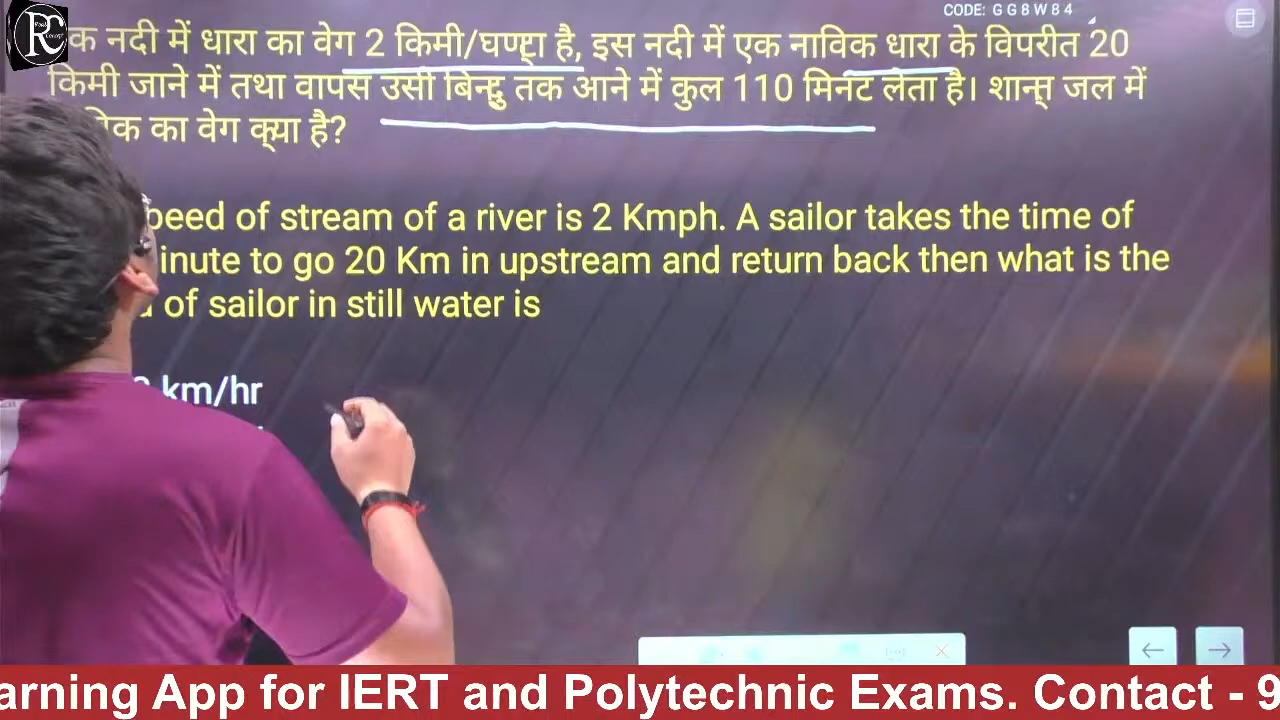 CODE: G G 8 W 8 4
क नदी में धारा का वेग 2 किमी/घण्टा है, इस नदी में एक नाविक धारा के विपरीत 20
किमी जाने में तथा वापस उसी बिन्दु तक आने में कुल 110 मिनट लेता है। शान्त जल में
का वेग क्या है?
peed of stream of a river is 2 Kmph. A sailor takes the time of
inute to go 20 Km in upstream and return back then what is the
of sailor in still water is
km/hr
arning App for IERT and Polytechnic Exams. Contact - 9